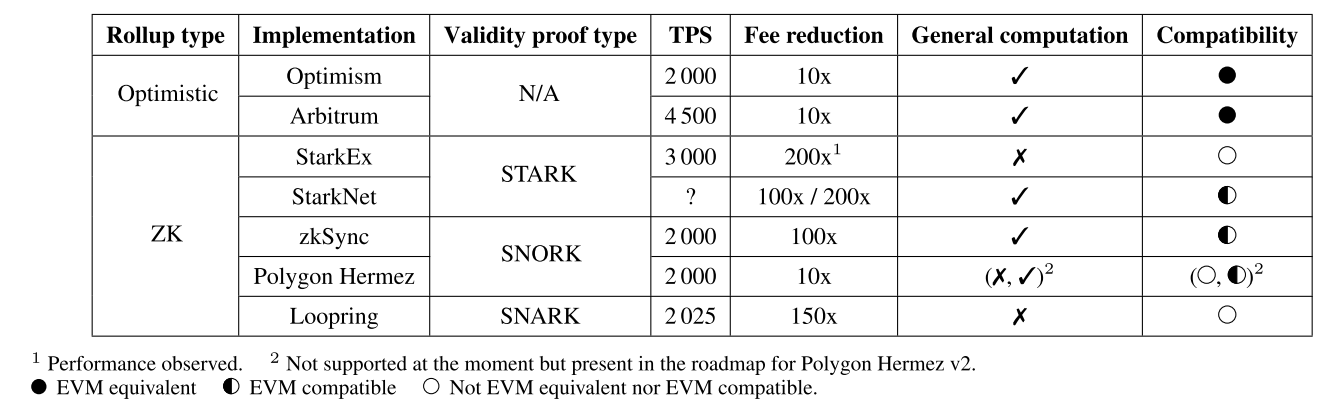 Rollup type Implementation Validity proof type TPS Fee reduction General computation Compatibility
Optimistic Optimism N/A 2 000 10x ✓ ●
Arbitrum 4 500 10x ✓ ●
ZK StarkEx STARK 3 000 200x¹ ✗ ○
StarkNet ? 100x / 200x ✓ ◐
zkSync SNORK 2 000 100x ✓ ◐
Polygon Hermez 2 000 10x (✗, ✓)² (○, ◐)²
Loopring SNARK 2 025 150x ✗ ○
¹ Performance observed. ² Not supported at the moment but present in the roadmap for Polygon Hermez v2.
● EVM equivalent ◐ EVM compatible ○ Not EVM equivalent nor EVM compatible.